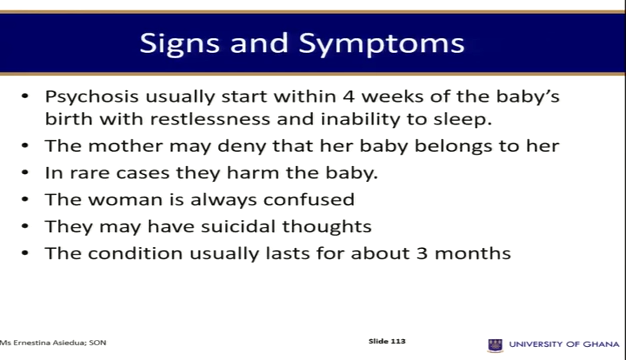 Signs and Symptoms
• Psychosis usually start within 4 weeks of the baby's
birth with restlessness and inability to sleep.
• The mother may deny that her baby belongs to her
• In rare cases they harm the baby.
• The woman is always confused
• They may have suicidal thoughts
• The condition usually lasts for about 3 months
Ms Ernestina Asiedua; SON
Slide 113
UNIVERSITY OF GHANA